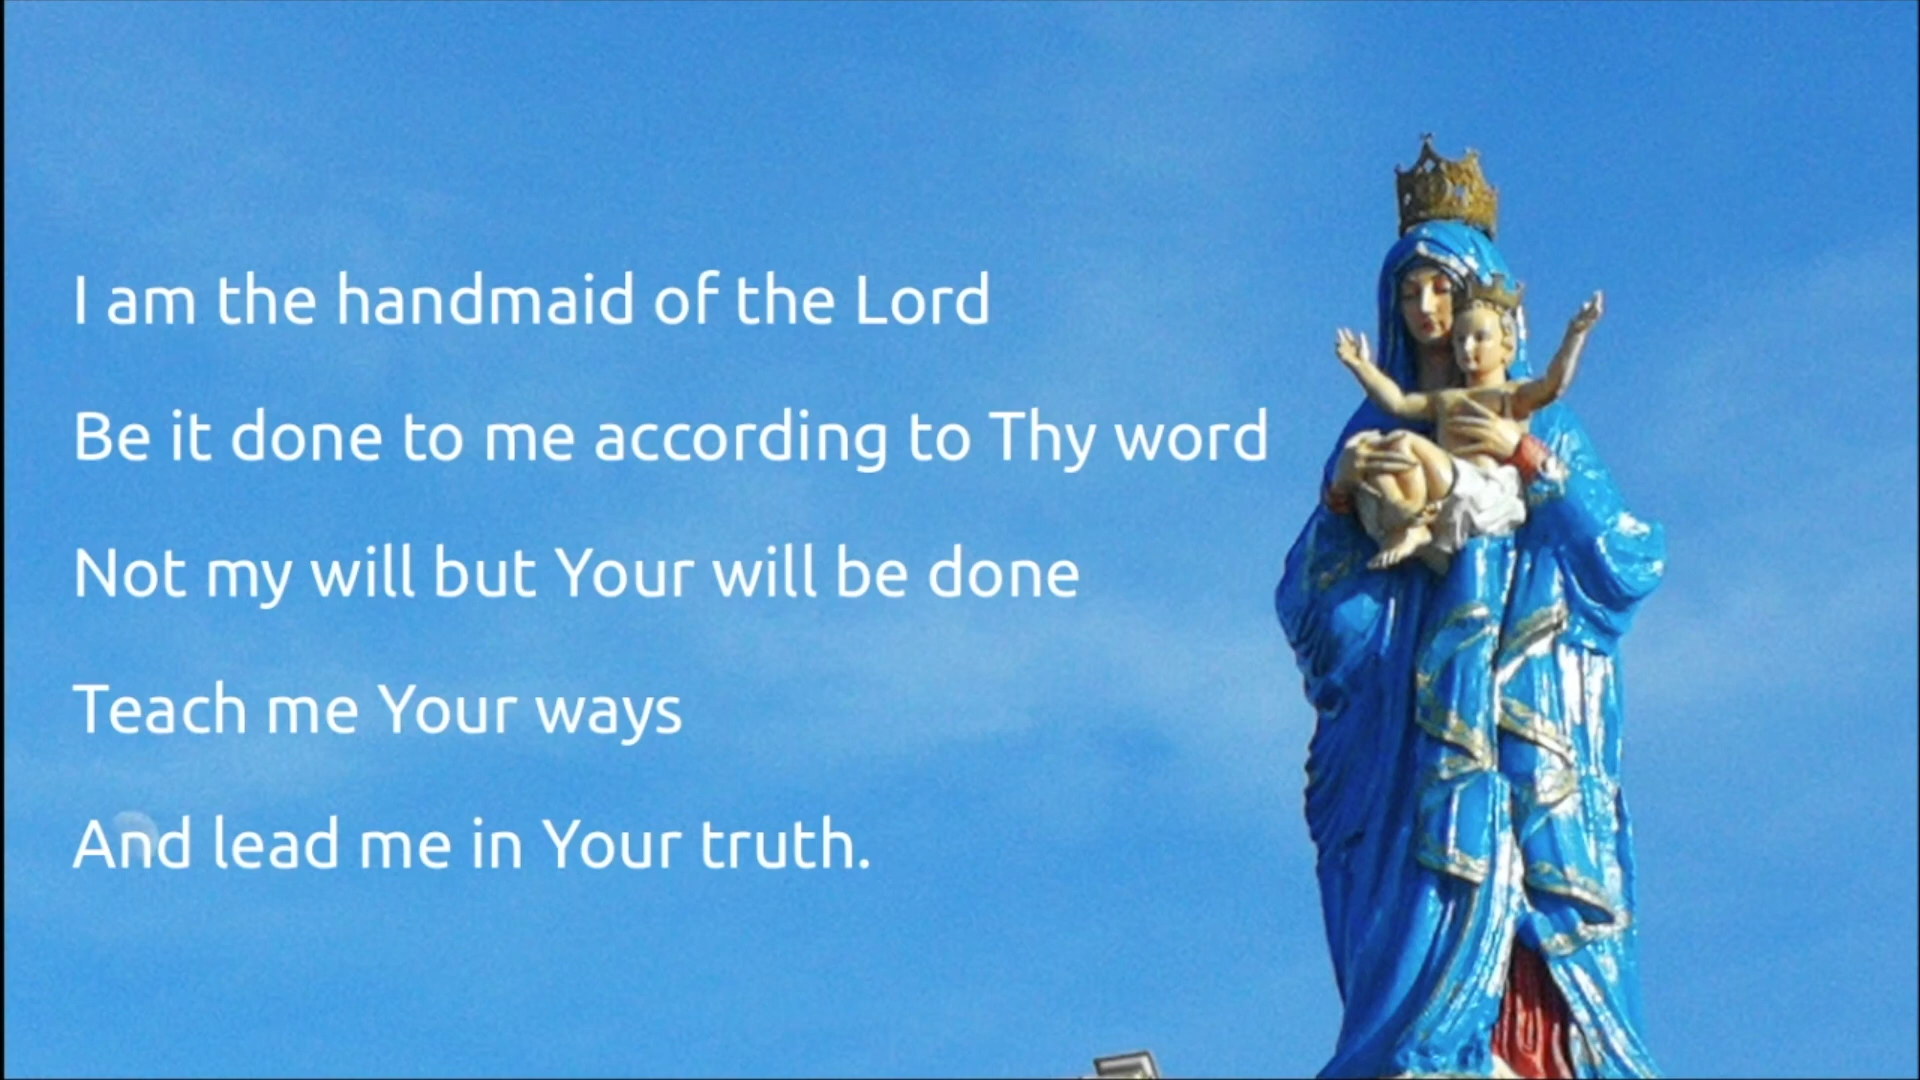 I am the handmaid of the Lord
Be it done to me according to Thy word
Not my will but Your will be done
Teach me Your ways
And lead me in Your truth.